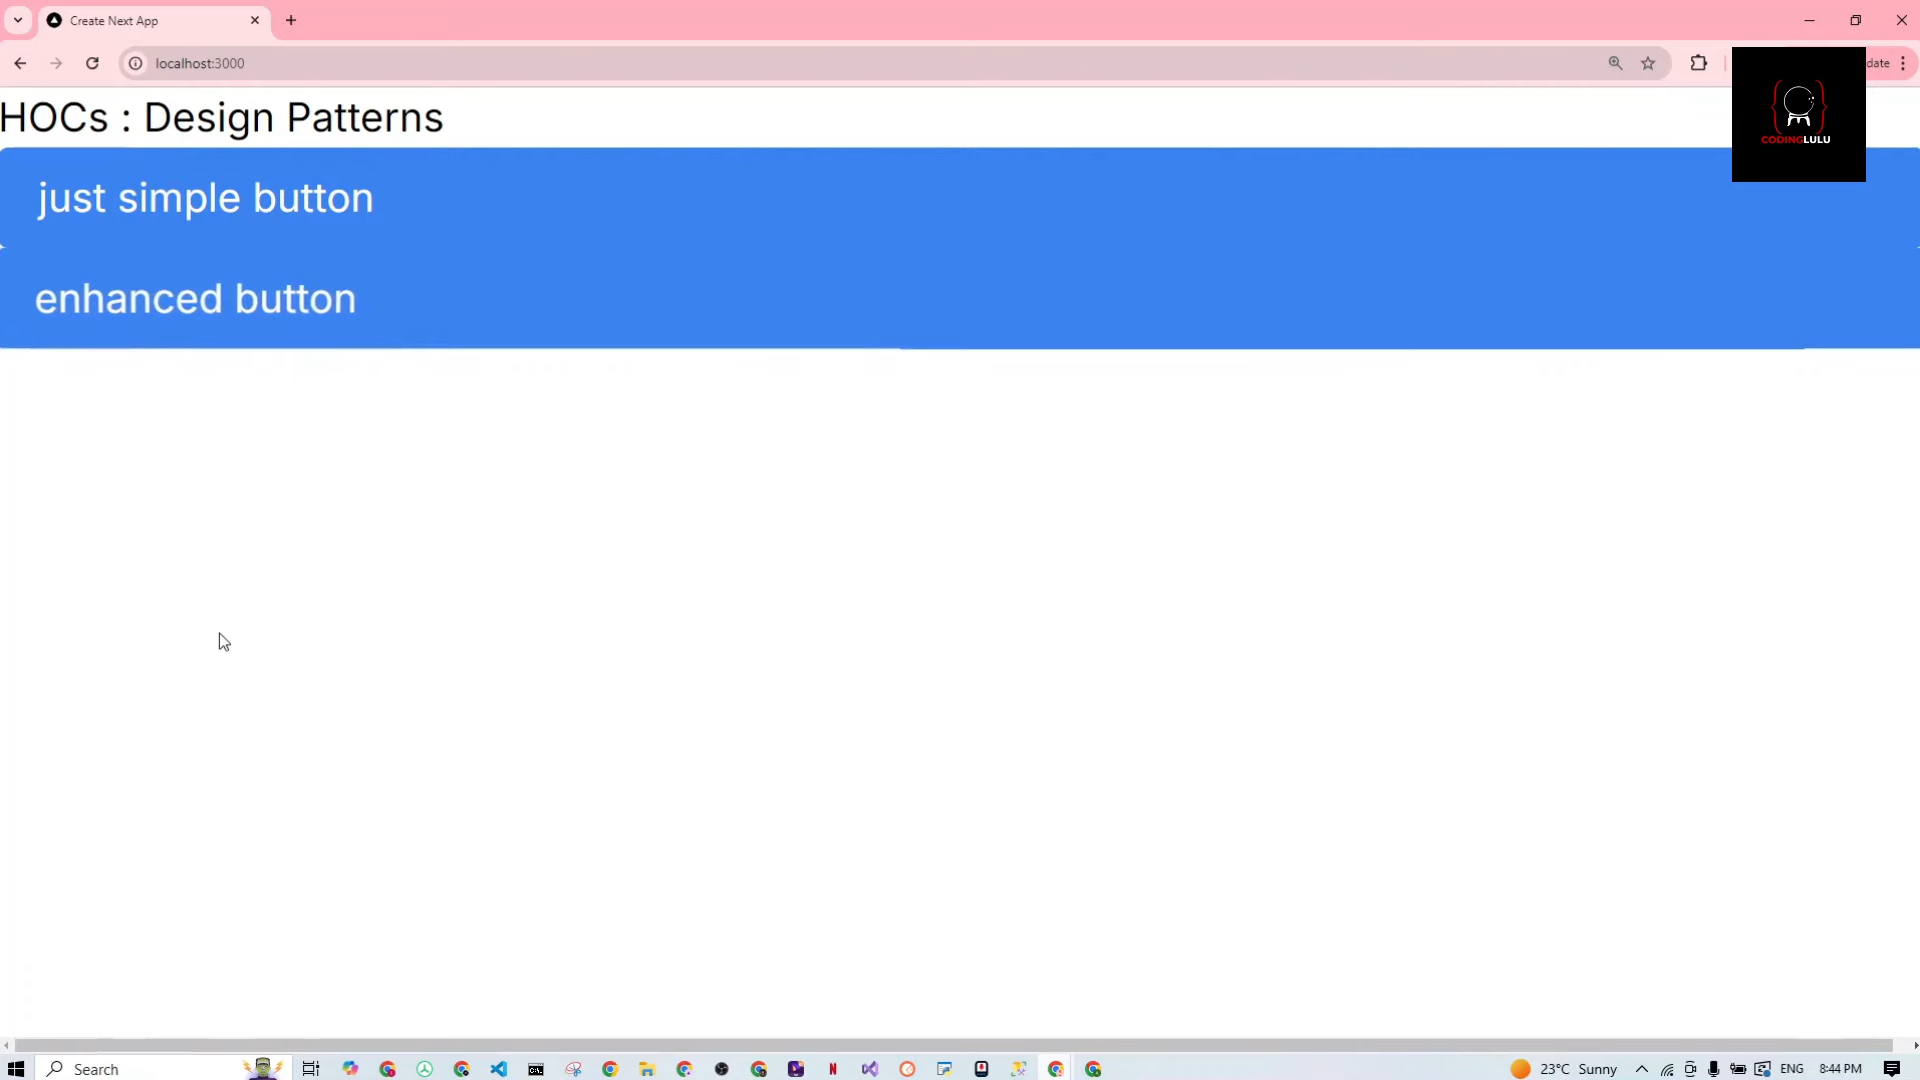 Create Next App
localhost:3000
date
HOCs : Design Patterns
CODINGLULU
just simple button
enhanced button
Search
23°C Sunny
ENG
8:44 PM